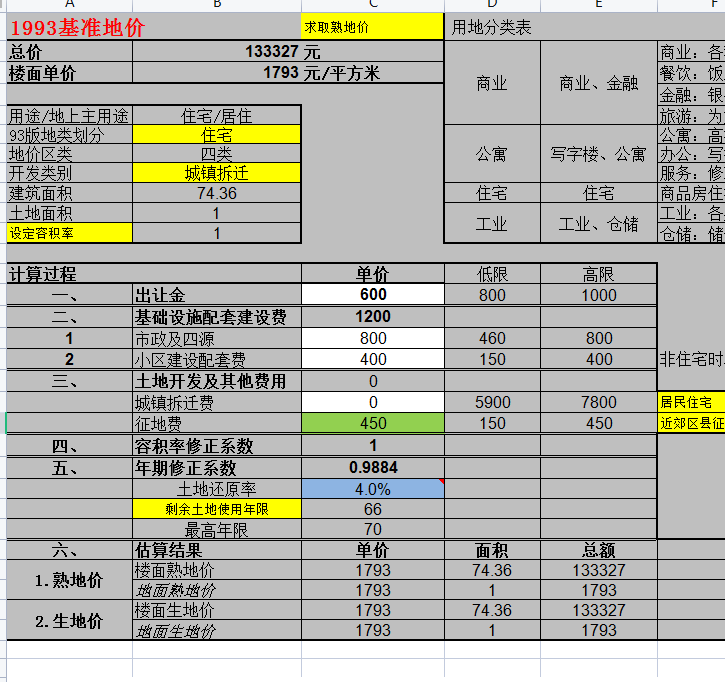 A B C D E F
1993基准地价 求取熟地价 用地分类表
总价 133327 元
楼面单价 1793 元/平方米
商业 商业、金融
商业：各
餐饮：饭
金融：银
旅游：为
用途/地上主用途 住宅/居住
93版地类划分 住宅
地价区类 四类
开发类别 城镇拆迁
建筑面积 74.36
土地面积 1
设定容积率 1
公寓 写字楼、公寓
公寓：高
办公：写
服务：修
住宅 住宅 商品房住
工业 工业、仓储
工业：各
仓储：储
计算过程 单价 低限 高限
一、 出让金 600 800 1000
二、 基础设施配套建设费 1200
1 市政及四源 800 460 800
2 小区建设配套费 400 150 400 非住宅时
三、 土地开发及其他费用 0
城镇拆迁费 0 5900 7800 居民住宅
征地费 450 150 450 近郊区县征
四、 容积率修正系数 1
五、 年期修正系数 0.9884
土地还原率 4.0%
剩余土地使用年限 66
最高年限 70
六、 估算结果 单价 面积 总额
1.熟地价 楼面熟地价 1793 74.36 133327
地面熟地价 1793 1 1793
2.生地价 楼面生地价 1793 74.36 133327
地面生地价 1793 1 1793